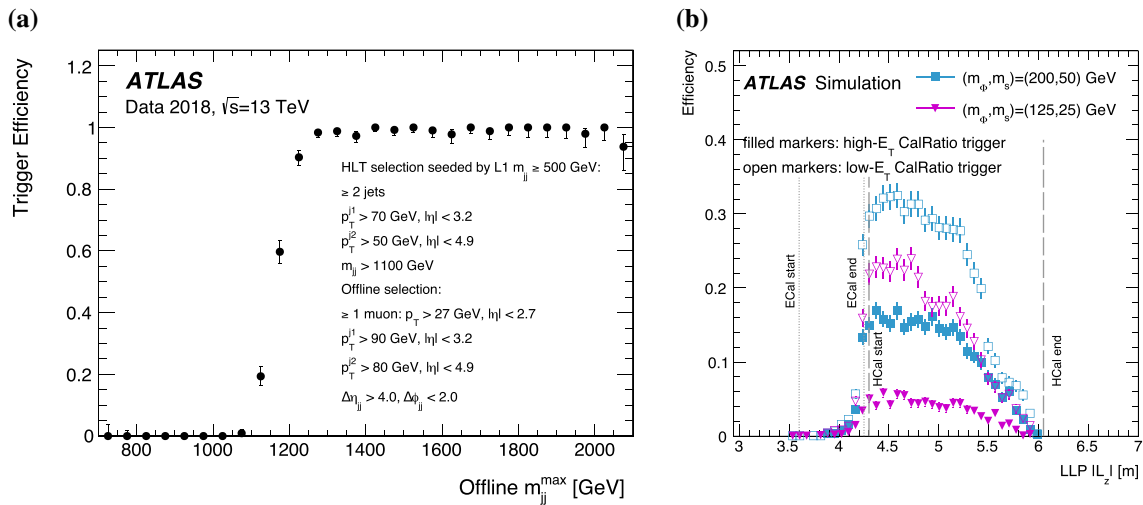 (a)
Trigger Efficiency
1.2
1
0.8
0.6
0.4
0.2
0
ATLAS
Data 2018, √s=13 TeV
HLT selection seeded by L1 m_jj ≥ 500 GeV:
≥ 2 jets
p_T^j1 > 70 GeV, |η| < 3.2
p_T^j2 > 50 GeV, |η| < 4.9
m_jj > 1100 GeV
Offline selection:
≥ 1 muon: p_T > 27 GeV, |η| < 2.7
p_T^j1 > 90 GeV, |η| < 3.2
p_T^j2 > 80 GeV, |η| < 4.9
Δη_jj > 4.0, Δϕ_jj < 2.0
800 1000 1200 1400 1600 1800 2000
Offline m_jj^max [GeV]
(b)
Efficiency
0.5
0.4
0.3
0.2
0.1
0
ATLAS Simulation
(m_Φ,m_s)=(200,50) GeV
(m_Φ,m_s)=(125,25) GeV
filled markers: high-E_T CalRatio trigger
open markers: low-E_T CalRatio trigger
ECal start
ECal end
HCal start
HCal end
3 3.5 4 4.5 5 5.5 6 6.5 7
LLP |L_z| [m]